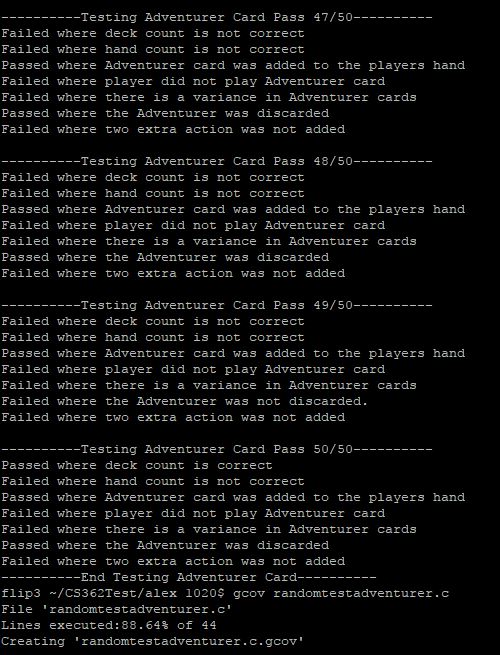 ----------Testing Adventurer Card Pass 47/50----------
Failed where deck count is not correct
Failed where hand count is not correct
Passed where Adventurer card was added to the players hand
Failed where player did not play Adventurer card
Failed where there is a variance in Adventurer cards
Passed where the Adventurer was discarded
Failed where two extra action was not added
----------Testing Adventurer Card Pass 48/50----------
Failed where deck count is not correct
Failed where hand count is not correct
Passed where Adventurer card was added to the players hand
Failed where player did not play Adventurer card
Failed where there is a variance in Adventurer cards
Passed where the Adventurer was discarded
Failed where two extra action was not added
----------Testing Adventurer Card Pass 49/50----------
Failed where deck count is not correct
Failed where hand count is not correct
Passed where Adventurer card was added to the players hand
Failed where player did not play Adventurer card
Failed where there is a variance in Adventurer cards
Failed where the Adventurer was not discarded.
Failed where two extra action was not added
----------Testing Adventurer Card Pass 50/50----------
Passed where deck count is correct
Failed where hand count is not correct
Passed where Adventurer card was added to the players hand
Failed where player did not play Adventurer card
Failed where there is a variance in Adventurer cards
Passed where the Adventurer was discarded
Failed where two extra action was not added
----------End Testing Adventurer Card----------
flip3 ~/CS362Test/alex 1020$ gcov randomtestadventurer.c
File 'randomtestadventurer.c'
Lines executed:88.64% of 44
Creating 'randomtestadventurer.c.gcov'